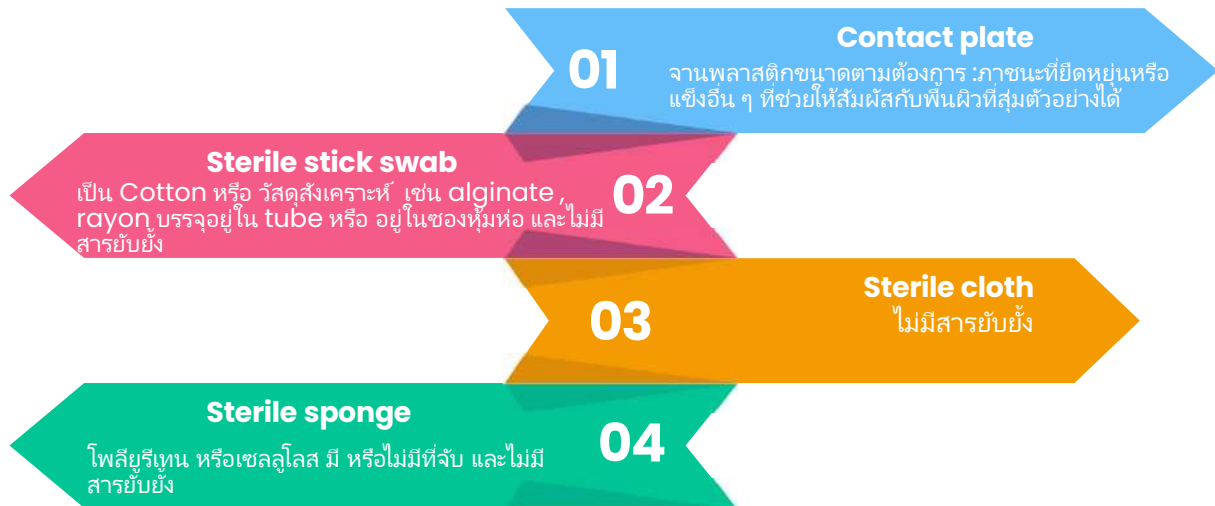 01
Contact plate
จานพลาสติกขนาดตามต้องการ :ภาชนะที่ยืดหยุ่นหรือ
แข็งอื่น ๆ ที่ช่วยให้สัมผัสกับพื้นผิวที่สุ่มตัวอย่างได้
Sterile stick swab
02
เป็น Cotton หรือ วัสดุสังเคราะห์ เช่น alginate ,
rayon บรรจุอยู่ใน tube หรือ อยู่ในซองหุ้มห่อ และไม่มี
สารยับยั้ง
03
Sterile cloth
ไม่มีสารยับยั้ง
Sterile sponge
04
โพลียูรีเทน หรือเซลลูโลส มี หรือไม่มีที่จับ และไม่มี
สารยับยั้ง